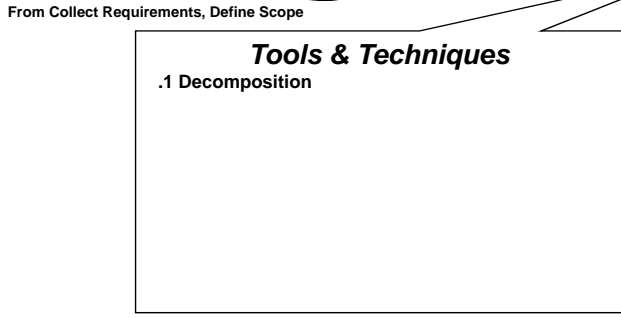 From Collect Requirements, Define Scope
Tools & Techniques
.1 Decomposition